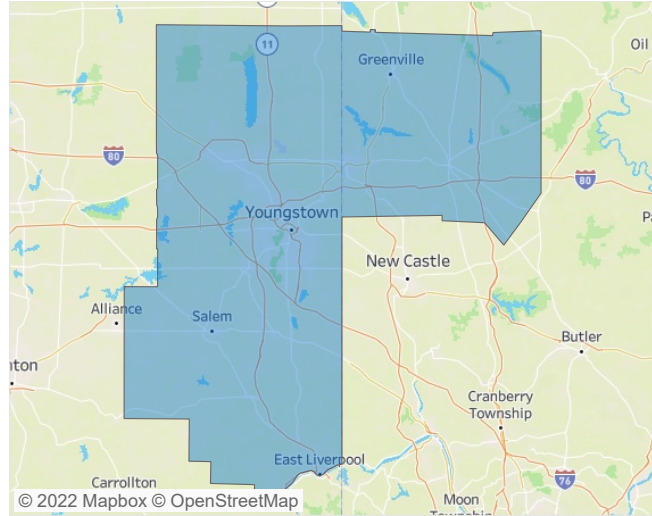 11
Greenville
Oil
80
80
Youngstown
Pa
New Castle
Alliance
Salem
Butler
nton
Cranberry
Township
East Liverpool
76
Carrollton
Moon
Township
© 2022 Mapbox © OpenStreetMap